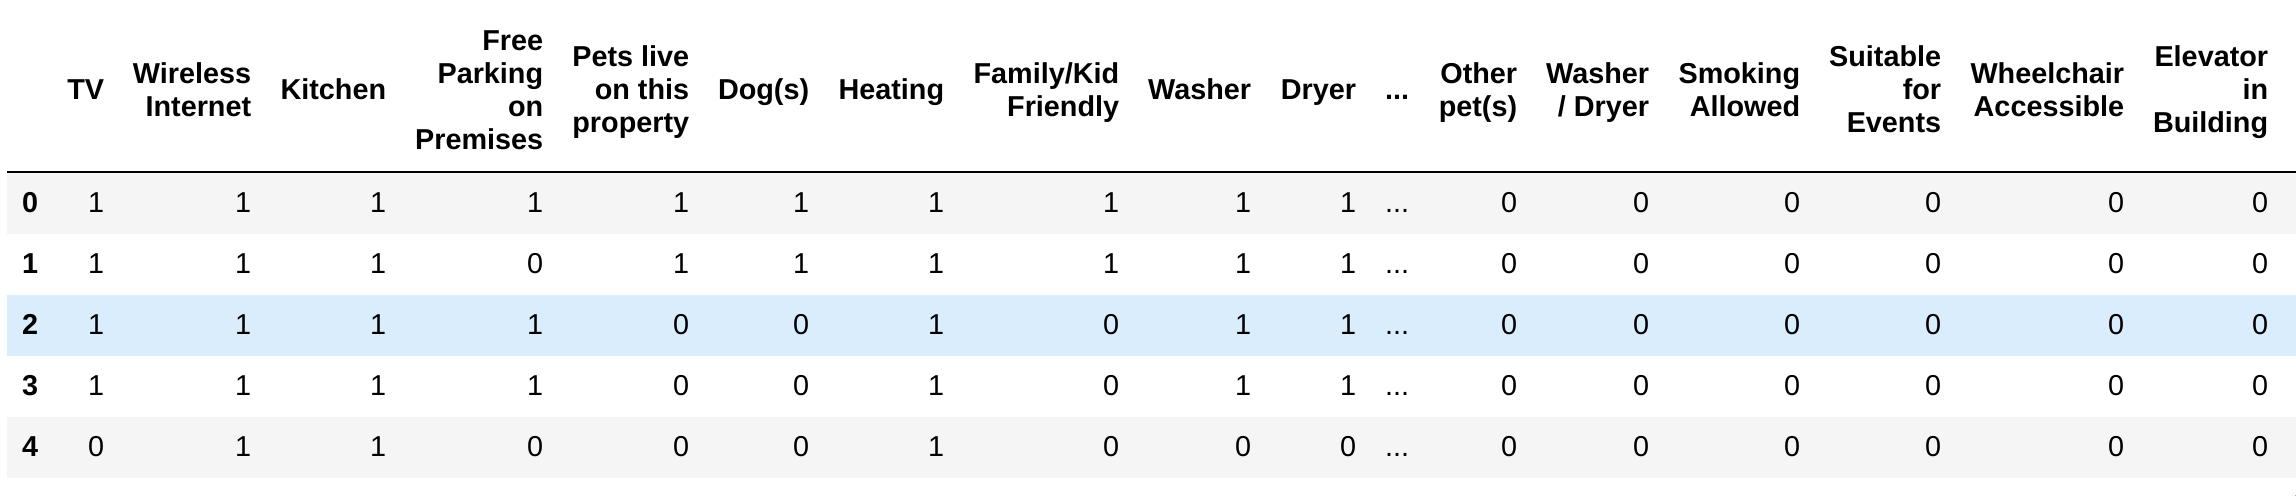 TV Wireless Internet Kitchen Free Parking on Premises Pets live on this property Dog(s) Heating Family/Kid Friendly Washer Dryer ... Other pet(s) Washer / Dryer Smoking Allowed Suitable for Events Wheelchair Accessible Elevator in Building
0 1 1 1 1 1 1 1 1 1 1 ... 0 0 0 0 0 0
1 1 1 1 0 1 1 1 1 1 1 ... 0 0 0 0 0 0
2 1 1 1 1 0 0 1 0 1 1 ... 0 0 0 0 0 0
3 1 1 1 1 0 0 1 0 1 1 ... 0 0 0 0 0 0
4 0 1 1 0 0 0 1 0 0 0 ... 0 0 0 0 0 0